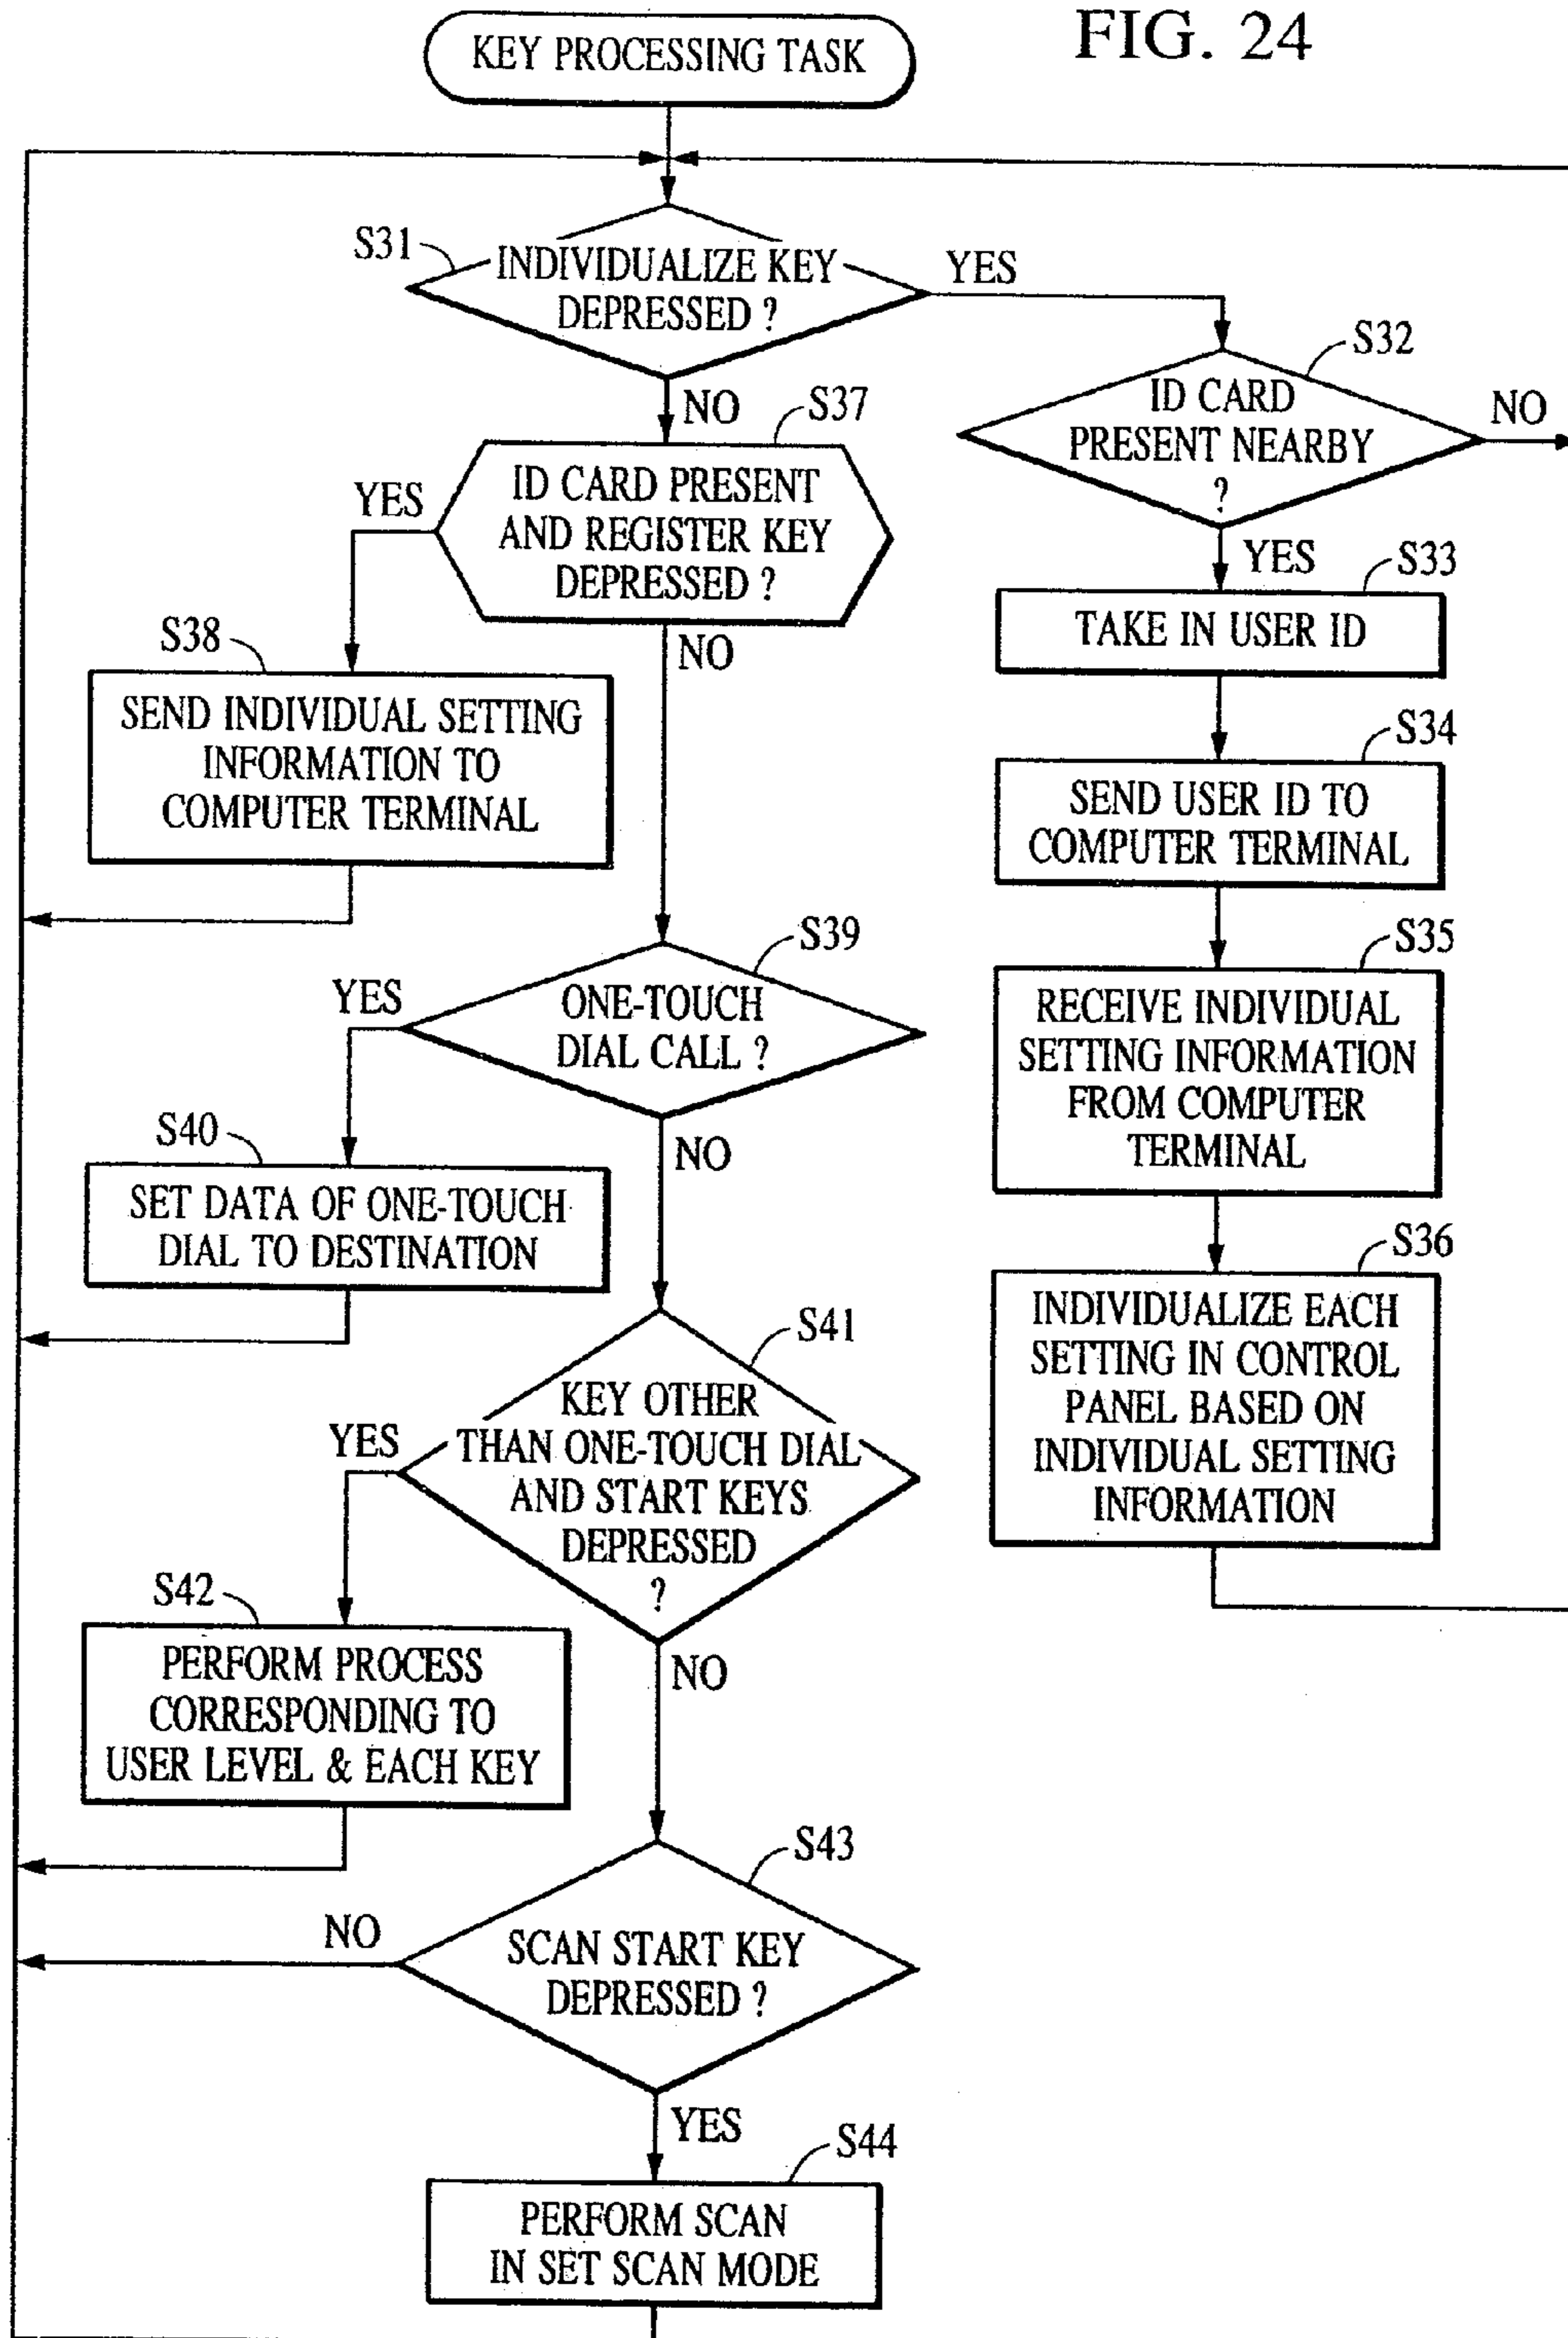 FIG. 24
KEY PROCESSING TASK
S31
INDIVIDUALIZE KEY
DEPRESSED ?
YES
NO
S32
ID CARD
PRESENT NEARBY
?
NO
YES
S33
TAKE IN USER ID
S34
SEND USER ID TO
COMPUTER TERMINAL
S35
RECEIVE INDIVIDUAL
SETTING INFORMATION
FROM COMPUTER
TERMINAL
S36
INDIVIDUALIZE EACH
SETTING IN CONTROL
PANEL BASED ON
INDIVIDUAL SETTING
INFORMATION
S37
ID CARD PRESENT
AND REGISTER KEY
DEPRESSED ?
YES
NO
S38
SEND INDIVIDUAL SETTING
INFORMATION TO
COMPUTER TERMINAL
S39
ONE-TOUCH
DIAL CALL ?
YES
NO
S40
SET DATA OF ONE-TOUCH
DIAL TO DESTINATION
S41
KEY OTHER
THAN ONE-TOUCH DIAL
AND START KEYS
DEPRESSED
?
YES
NO
S42
PERFORM PROCESS
CORRESPONDING TO
USER LEVEL & EACH KEY
S43
SCAN START KEY
DEPRESSED ?
NO
YES
S44
PERFORM SCAN
IN SET SCAN MODE